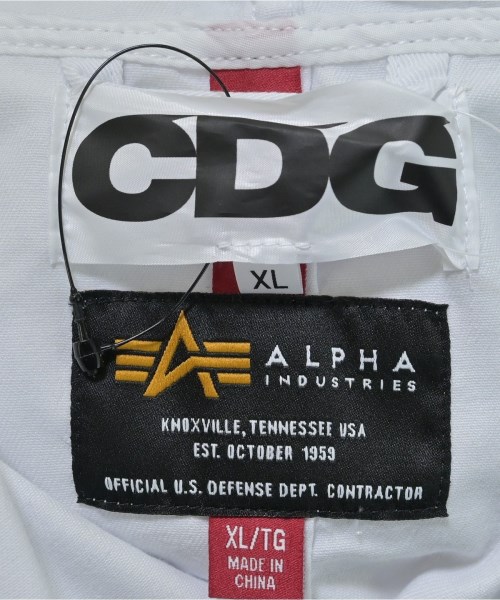 CDG
XL
ALPHA
INDUSTRIES
KNOXVILLE, TENNESSEE USA
EST. OCTOBER 1959
OFFICIAL U.S. DEFENSE DEPT. CONTRACTOR
XL/TG
MADE IN
CHINA